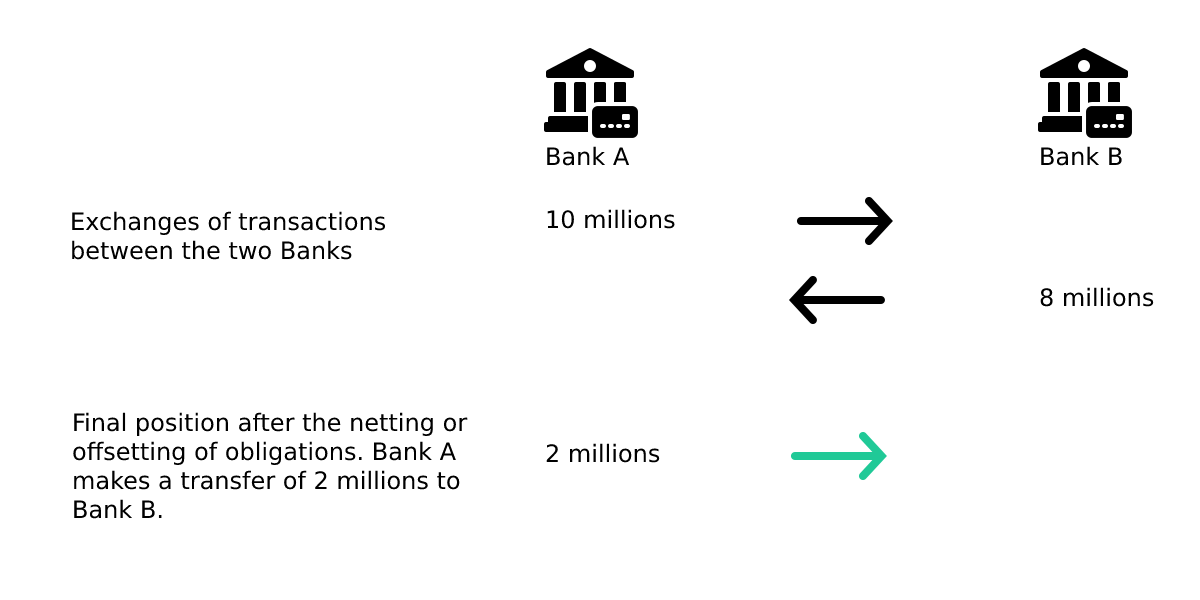 Bank A
Bank B
Exchanges of transactions
between the two Banks
10 millions
8 millions
Final position after the netting or
offsetting of obligations. Bank A
makes a transfer of 2 millions to
Bank B.
2 millions